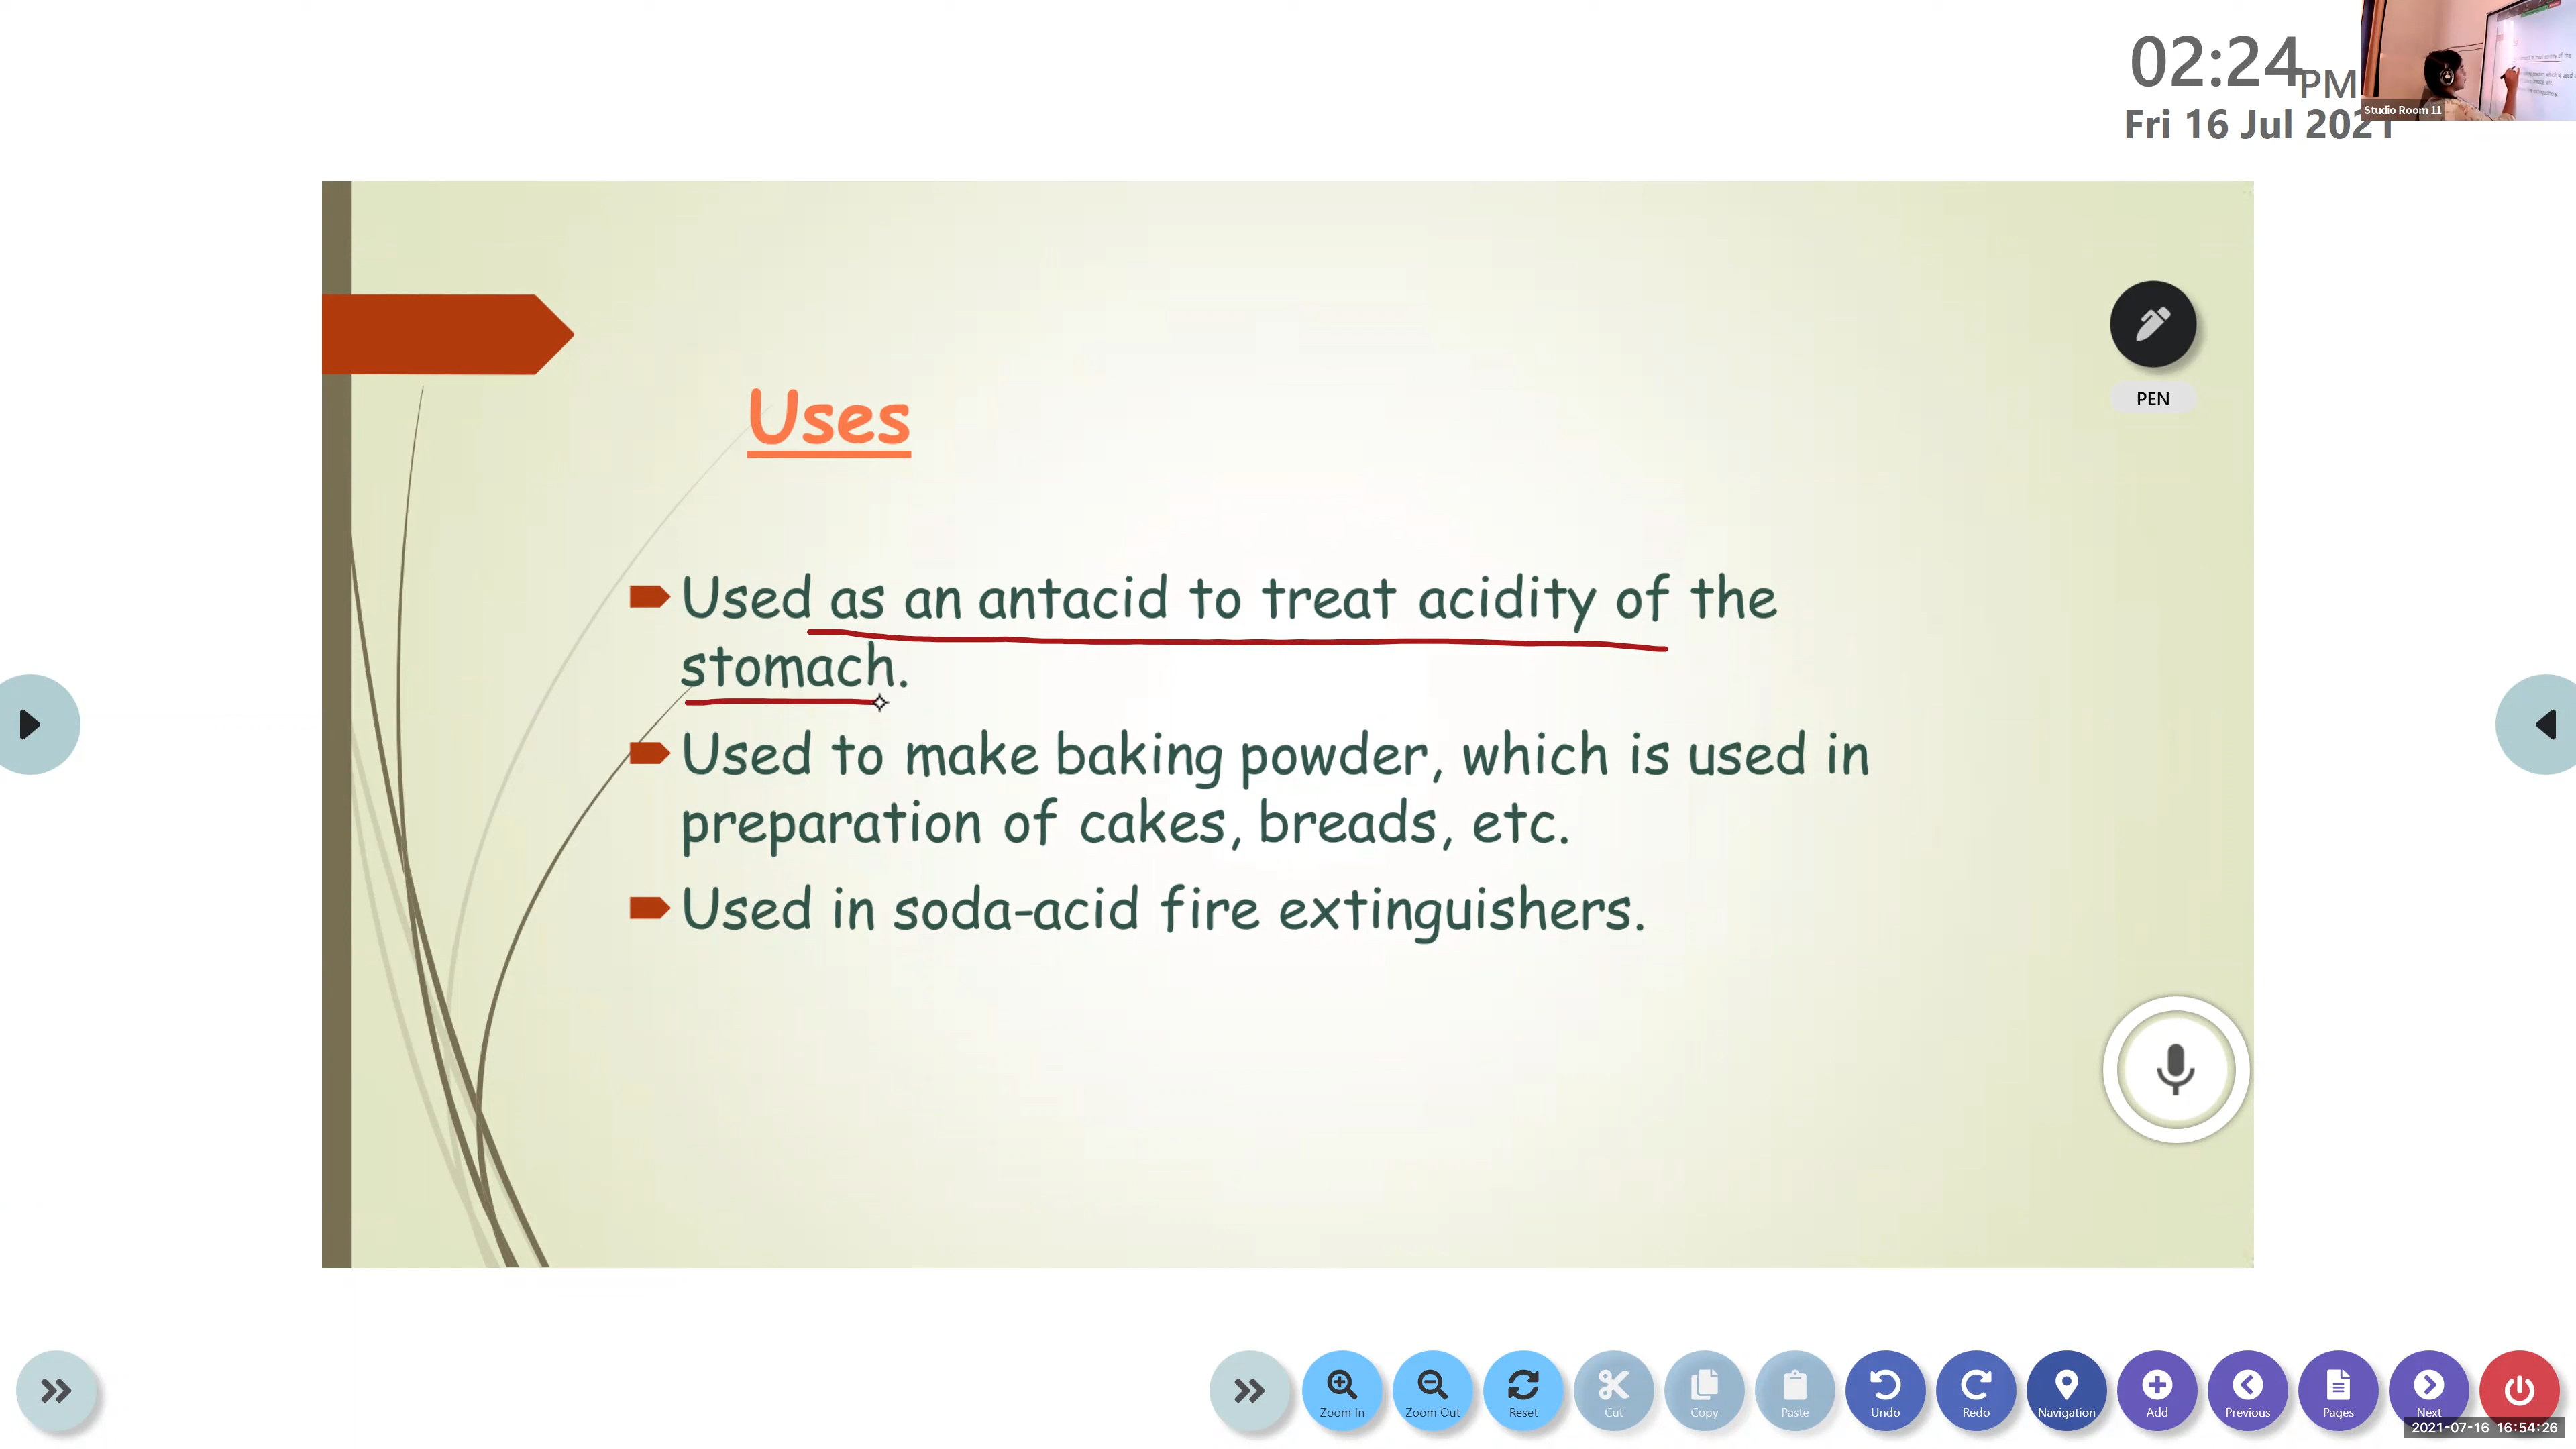 02:24 PM
Fri 16 Jul 2021
Studio Room 11
PEN
Uses
Used as an antacid to treat acidity of the
stomach.
Used to make baking powder, which is used in
preparation of cakes, breads, etc.
Used in soda-acid fire extinguishers.
Zoom In
Zoom Out
Reset
Cut
Copy
Paste
Undo
Redo
Navigation
Add
Previous
Pages
Next
2021-07-16 16:54:26